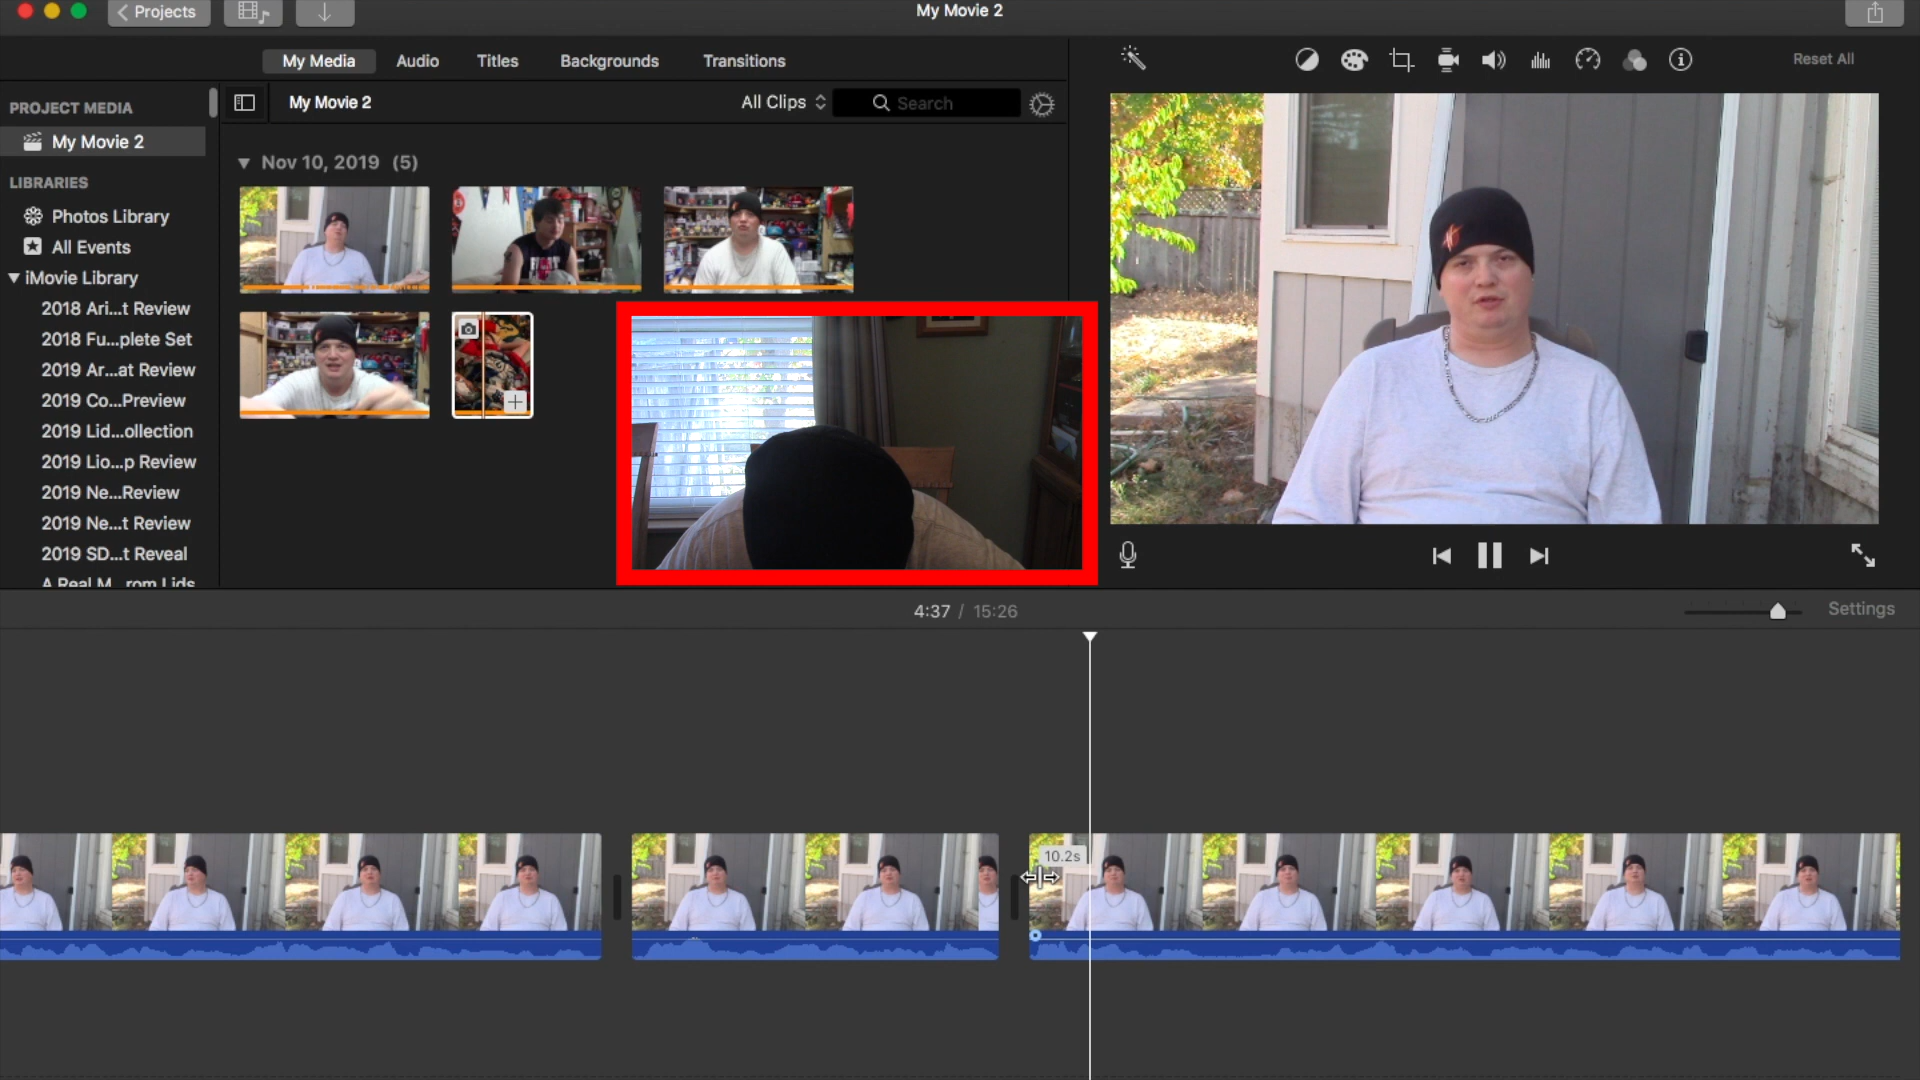 Projects
My Movie 2
My Media
Audio
Titles
Backgrounds
Transitions
Reset All
PROJECT MEDIA
My Movie 2
All Clips
Search
My Movie 2
LIBRARIES
Photos Library
All Events
iMovie Library
2018 Ari...t Review
2018 Fu...plete Set
2019 Ar...at Review
2019 Co...Preview
2019 Lid...ollection
2019 Lio...p Review
2019 Ne...Review
2019 Ne...t Review
2019 SD...t Reveal
A Real M...rom Lids
Nov 10, 2019 (5)
4:37 / 15:26
Settings
10.2s